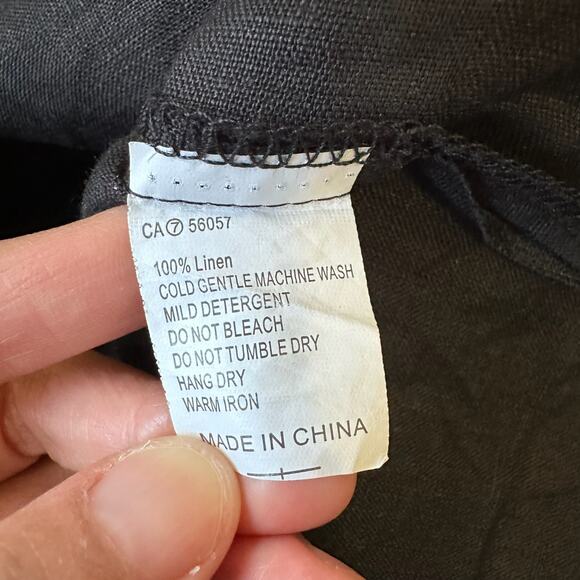 CA⑦ 56057
100% Linen
COLD GENTLE MACHINE WASH
MILD DETERGENT
DO NOT BLEACH
DO NOT TUMBLE DRY
HANG DRY
WARM IRON
MADE IN CHINA